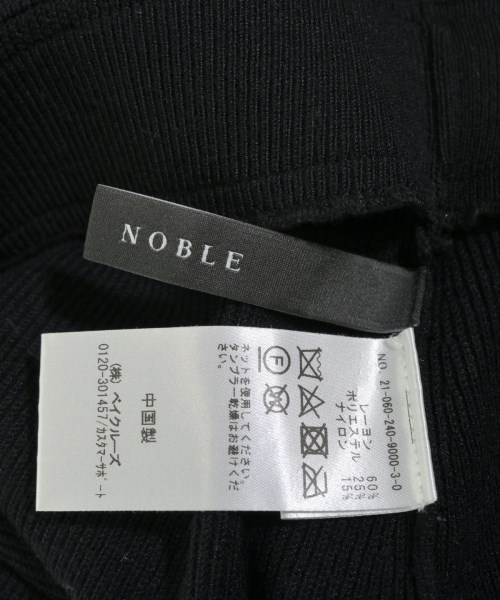 NOBLE
NO. 21-060-240-9000-3-0
レーヨン 60%
ポリエステル 25%
ナイロン 15%
ネットを使用してください。
タンブラー乾燥はお避けくだ
さい。
中国製
(株) ベイクルーズ
0120-301457/カスタマーサポート